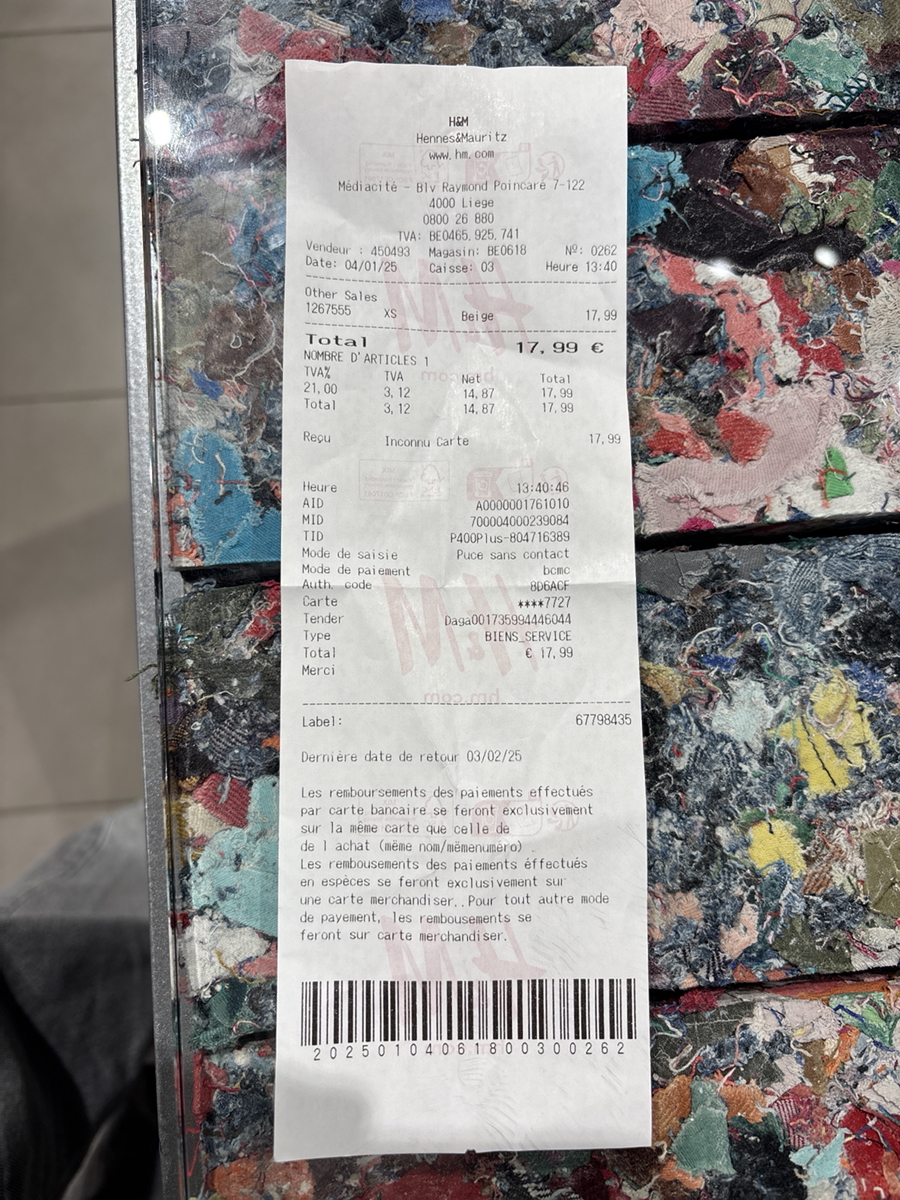 H&M
Hennes&Mauritz
www.hm.com
Médiacité - Blv Raymond Poincaré 7-122
4000 Liege
0800 26 880
TVA: BE0465.925.741
Vendeur : 450493 Magasin: BE0618 Nº: 0262
Date: 04/01/25 Caisse: 03 Heure 13:40
Other Sales
1267555 XS Beige 17,99
Total 17,99 €
NOMBRE D'ARTICLES 1
TVA% TVA Net Total
21,00 3,12 14,87 17,99
Total 3,12 14,87 17,99
Reçu Inconnu Carte 17,99
Heure 13:40:46
AID A0000001761010
MID 700004000239084
TID P400Plus-804716389
Mode de saisie Puce sans contact
Mode de paiement bcmc
Auth. code 8D6ACF
Carte ****7727
Tender Daga001735994446044
Type BIENS_SERVICE
Total € 17,99
Merci
Label: 67798435
Dernière date de retour 03/02/25
Les remboursements des paiements effectués
par carte bancaire se feront exclusivement
sur la même carte que celle de
de l achat (même nom/mêmenuméro) .
Les rembousements des paiements éffectués
en espèces se feront exclusivement sur
une carte merchandiser..Pour tout autre mode
de payement, les rembousements se
feront sur carte merchandiser.
20250104061800300262